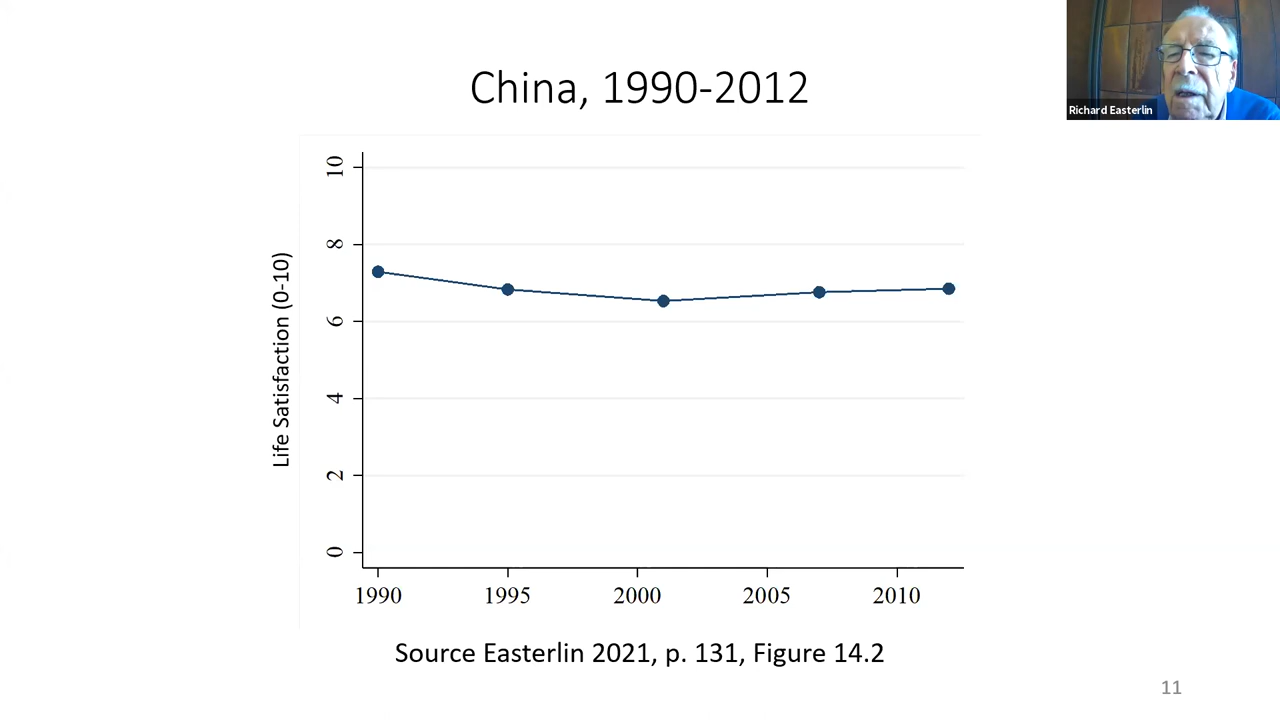 China, 1990-2012
Richard Easterlin
Life Satisfaction (0-10)
10
8
6
4
2
0
1990 1995 2000 2005 2010
Source Easterlin 2021, p. 131, Figure 14.2
11